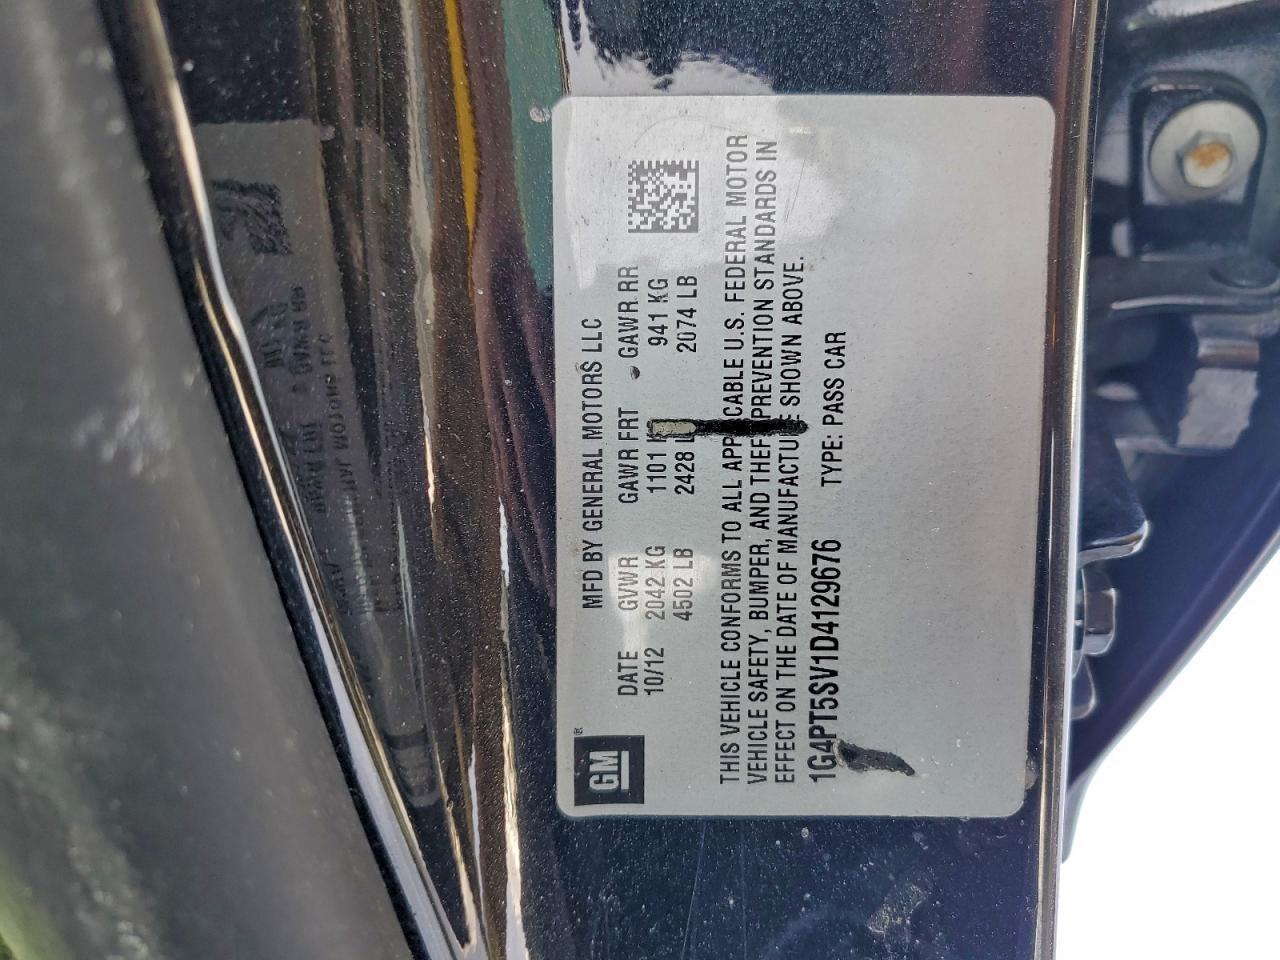 GM®
MFD BY GENERAL MOTORS LLC
DATE GVWR GAWR FRT GAWR RR
10/12 2042 KG 1101 K 941 KG
4502 LB 2428 L 2074 LB
THIS VEHICLE CONFORMS TO ALL APP CABLE U.S. FEDERAL MOTOR
VEHICLE SAFETY, BUMPER, AND THEF PREVENTION STANDARDS IN
EFFECT ON THE DATE OF MANUFACTURE SHOWN ABOVE.
1G4PT5SV1D4129676 TYPE: PASS CAR